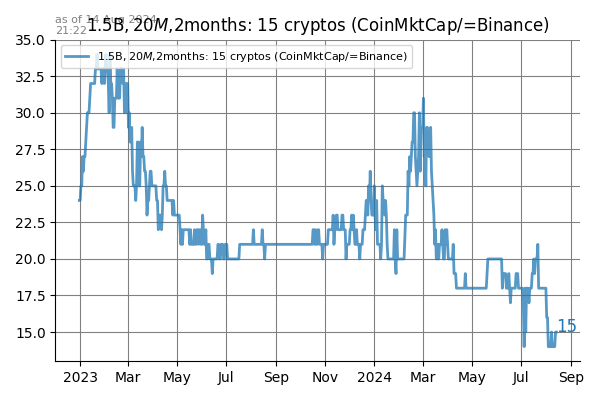 as of 14 Aug 2024
21:22
1.5B, 20M, 2months: 15 cryptos (CoinMktCap/=Binance)
1.5B, 20M, 2months: 15 cryptos (CoinMktCap/=Binance)
35.0
32.5
30.0
27.5
25.0
22.5
20.0
17.5
15.0
15
2023 Mar May Jul Sep Nov 2024 Mar May Jul Sep